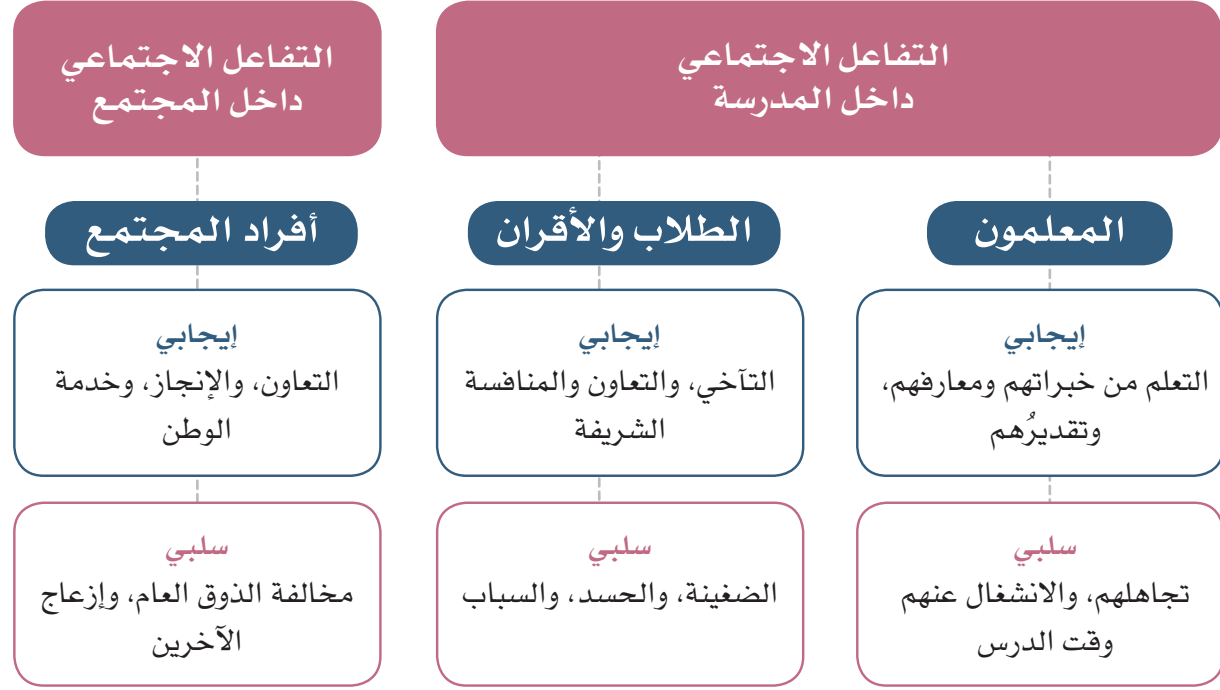 التفاعل الاجتماعي
داخل المدرسة
المعلمون
إيجابي
التعلم من خبراتهم ومعارفهم،
وتقديرُهم
سلبي
تجاهلهم، والانشغال عنهم
وقت الدرس
الطلاب والأقران
إيجابي
التآخي، والتعاون والمنافسة
الشريفة
سلبي
الضغينة، والحسد، والسباب
التفاعل الاجتماعي
داخل المجتمع
أفراد المجتمع
إيجابي
التعاون، والإنجاز، وخدمة
الوطن
سلبي
مخالفة الذوق العام، وإزعاج
الآخرين